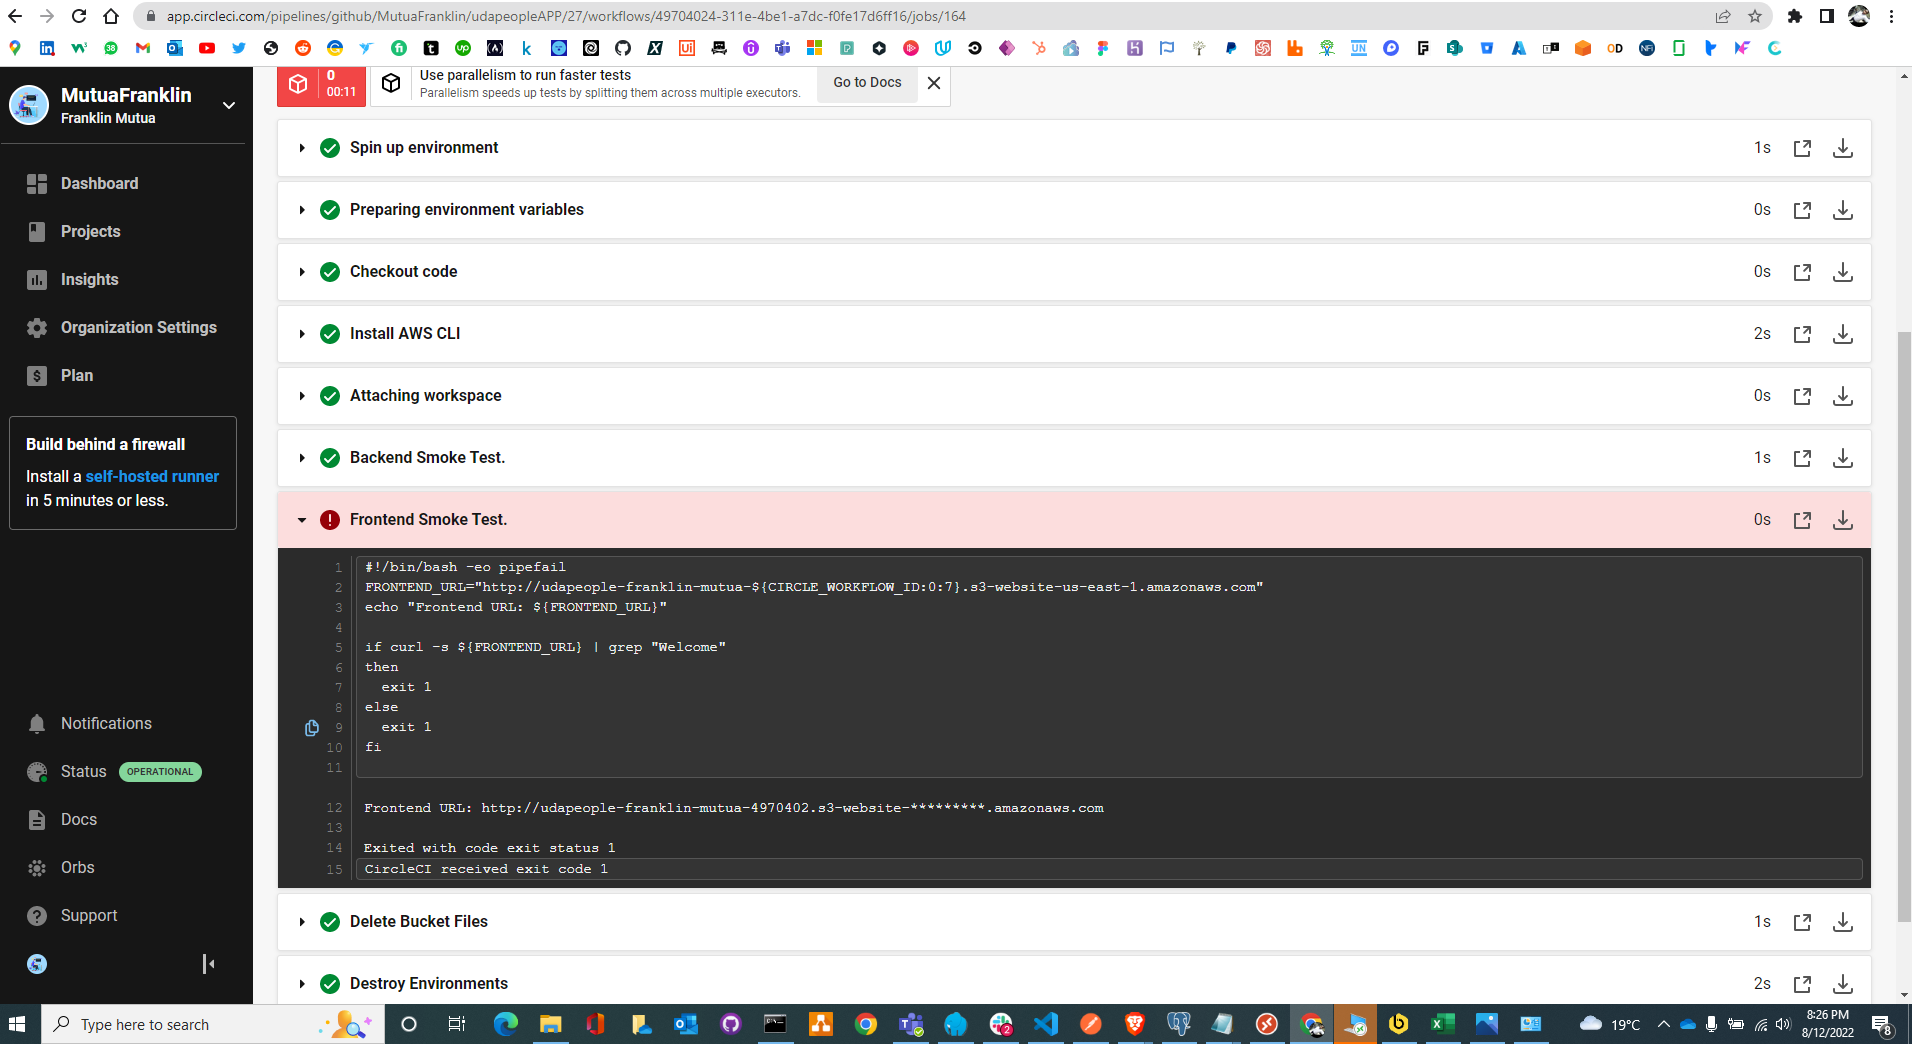 app.circleci.com/pipelines/github/MutuaFranklin/udapeopleAPP/27/workflows/49704024-311e-4be1-a7dc-f0fe17d6ff16/jobs/164
MutuaFranklin
Franklin Mutua
Dashboard
Projects
Insights
Organization Settings
Plan
Build behind a firewall
Install a self-hosted runner
in 5 minutes or less.
Notifications
Status OPERATIONAL
Docs
Orbs
Support
0
00:11
Use parallelism to run faster tests
Parallelism speeds up tests by splitting them across multiple executors.
Go to Docs
Spin up environment 1s
Preparing environment variables 0s
Checkout code 0s
Install AWS CLI 2s
Attaching workspace 0s
Backend Smoke Test. 1s
Frontend Smoke Test. 0s
1 #!/bin/bash -eo pipefail
2 FRONTEND_URL="http://udapeople-franklin-mutua-${CIRCLE_WORKFLOW_ID:0:7}.s3-website-us-east-1.amazonaws.com"
3 echo "Frontend URL: ${FRONTEND_URL}"
4
5 if curl -s ${FRONTEND_URL} | grep "Welcome"
6 then
7   exit 1
8 else
9   exit 1
10 fi
11
12 Frontend URL: http://udapeople-franklin-mutua-4970402.s3-website-*********.amazonaws.com
13
14 Exited with code exit status 1
15 CircleCI received exit code 1
Delete Bucket Files 1s
Destroy Environments 2s
Type here to search
19°C
8:26 PM
8/12/2022
8